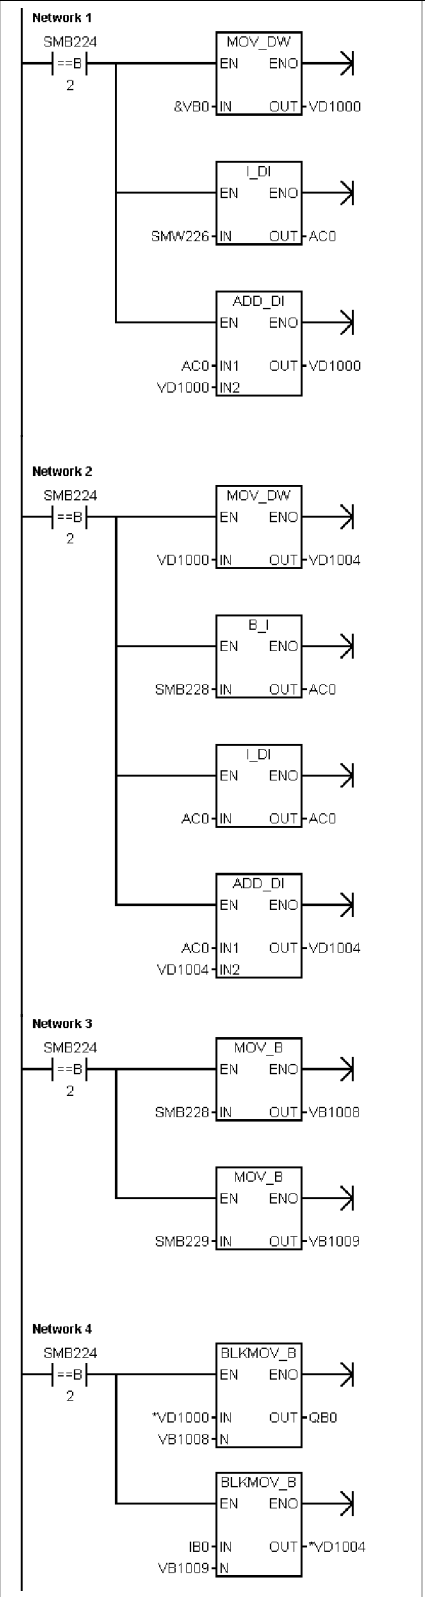 Network 1
SMB224
==B
2
MOV_DW
EN ENO
&VB0 IN OUT VD1000
I_DI
EN ENO
SMW226 IN OUT AC0
ADD_DI
EN ENO
AC0 IN1 OUT VD1000
VD1000 IN2
Network 2
SMB224
==B
2
MOV_DW
EN ENO
VD1000 IN OUT VD1004
B_I
EN ENO
SMB228 IN OUT AC0
I_DI
EN ENO
AC0 IN OUT AC0
ADD_DI
EN ENO
AC0 IN1 OUT VD1004
VD1004 IN2
Network 3
SMB224
==B
2
MOV_B
EN ENO
SMB228 IN OUT VB1008
MOV_B
EN ENO
SMB229 IN OUT VB1009
Network 4
SMB224
==B
2
BLKMOV_B
EN ENO
*VD1000 IN OUT QB0
VB1008 N
BLKMOV_B
EN ENO
IB0 IN OUT *VD1004
VB1009 N